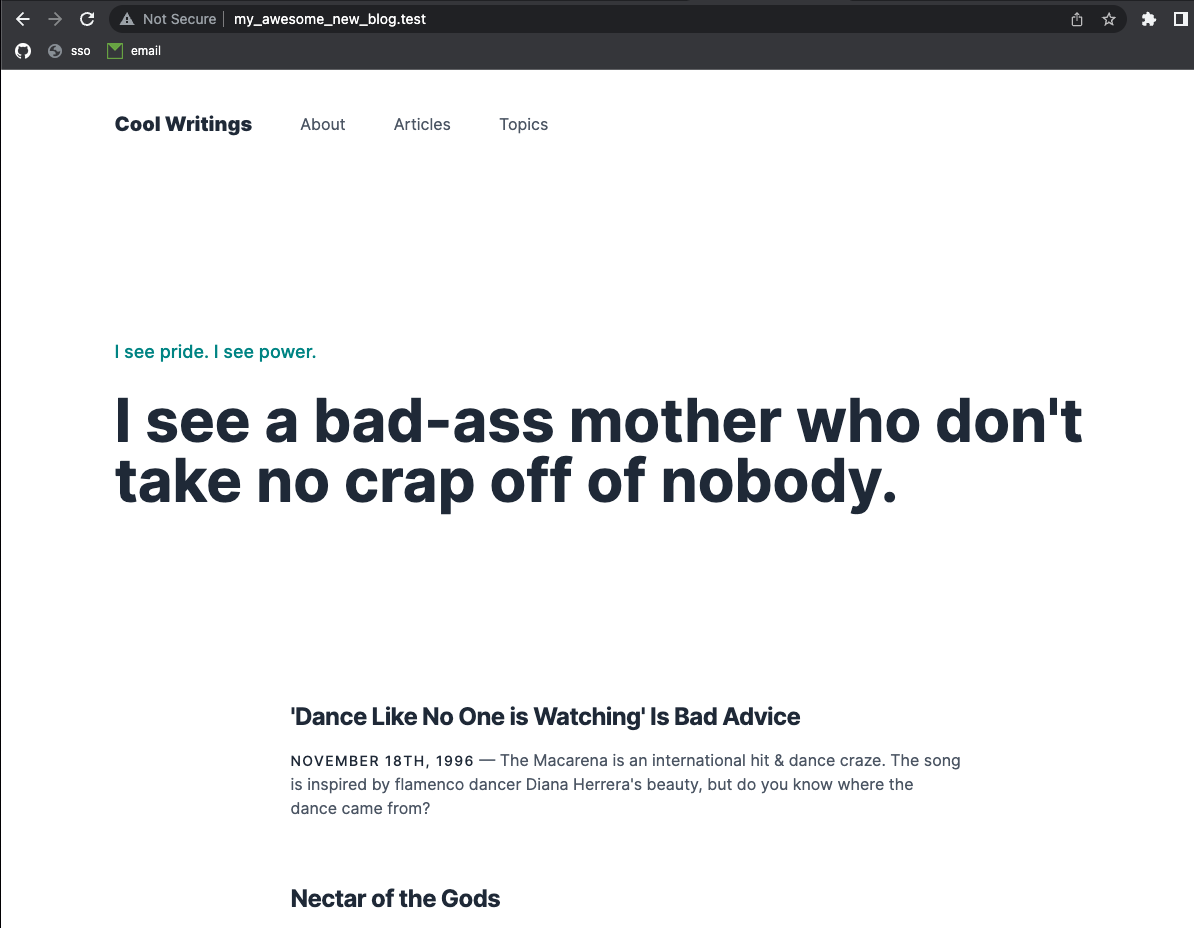 Not Secure my_awesome_new_blog.test
sso email
Cool Writings About Articles Topics
I see pride. I see power.
I see a bad-ass mother who don't
take no crap off of nobody.
'Dance Like No One is Watching' Is Bad Advice
NOVEMBER 18TH, 1996 — The Macarena is an international hit & dance craze. The song
is inspired by flamenco dancer Diana Herrera's beauty, but do you know where the
dance came from?
Nectar of the Gods